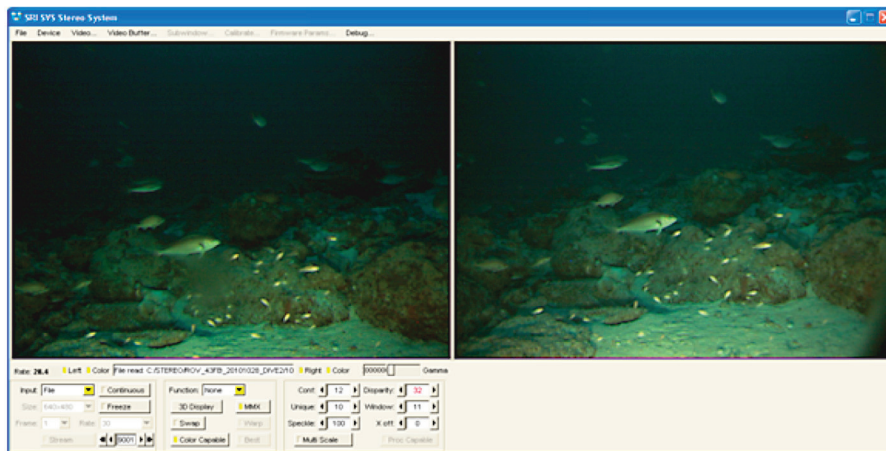 SRI SVS Stereo System
File Device Video... Video Buffer... Subwindow... Calibrate... Firmware Params... Debug...
Rate: 28.4 Left Color File read: C:/STEREO/ROV_43FB_20101028_DIVE2/10 Right Color Gamma
Input: File Continuous Function: None Conf: 12 Disparity: 32
Size: 640x480 Freeze 3D Display MMX Unique: 10 Window: 11
Frame: 1 Rate: 30 Swap Warp Speckle: 100 X off: 0
Stream 9001 Color Capable Best Multi Scale Proc Capable